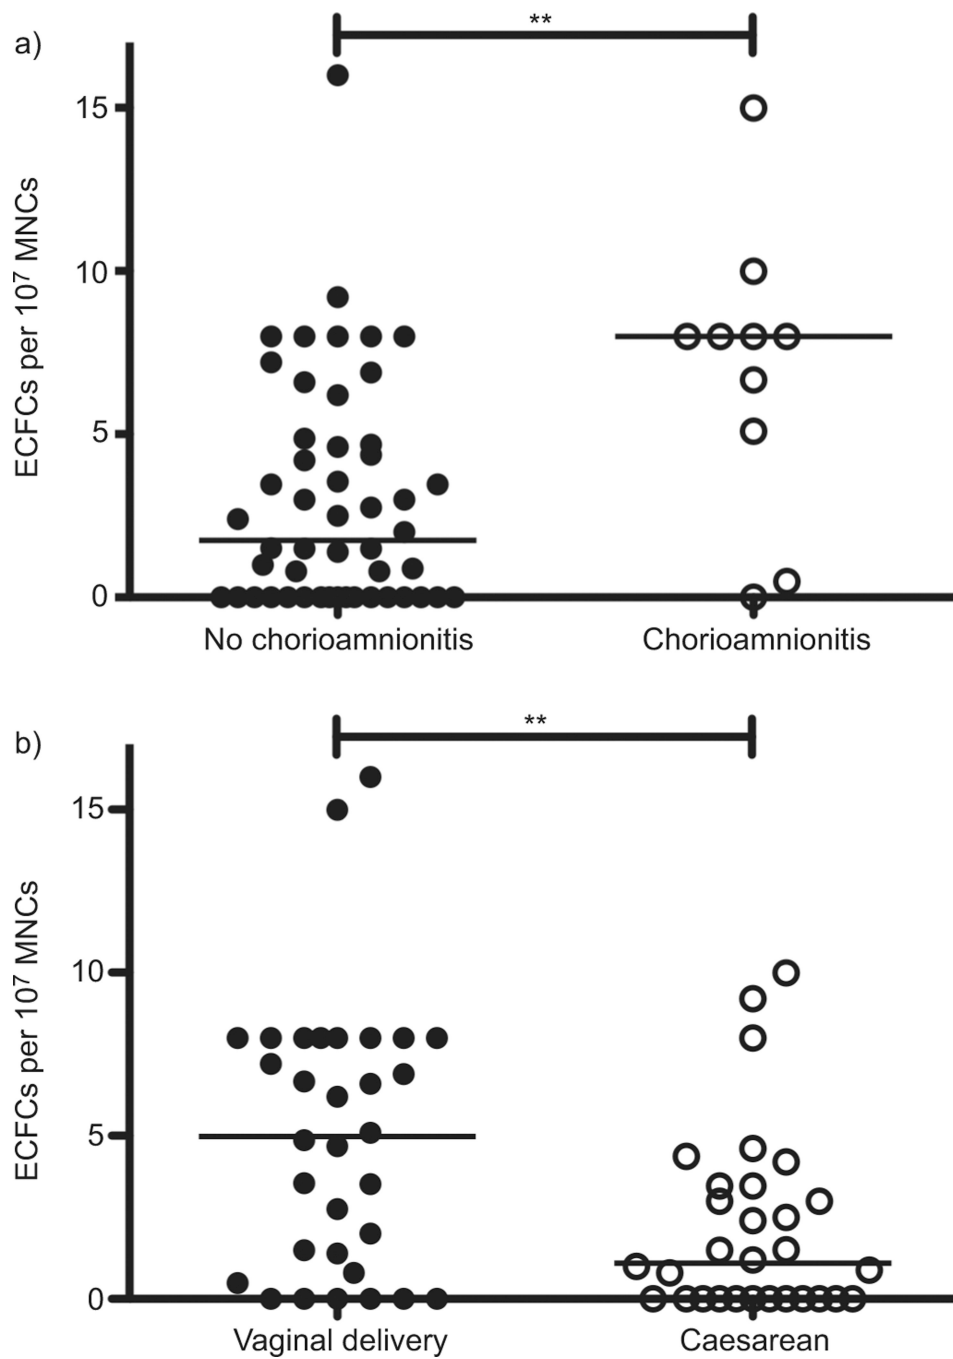 a)
**
15
10
5
0
ECFCs per 10⁷ MNCs
No chorioamnionitis
Chorioamnionitis
b)
**
15
10
5
0
ECFCs per 10⁷ MNCs
Vaginal delivery
Caesarean